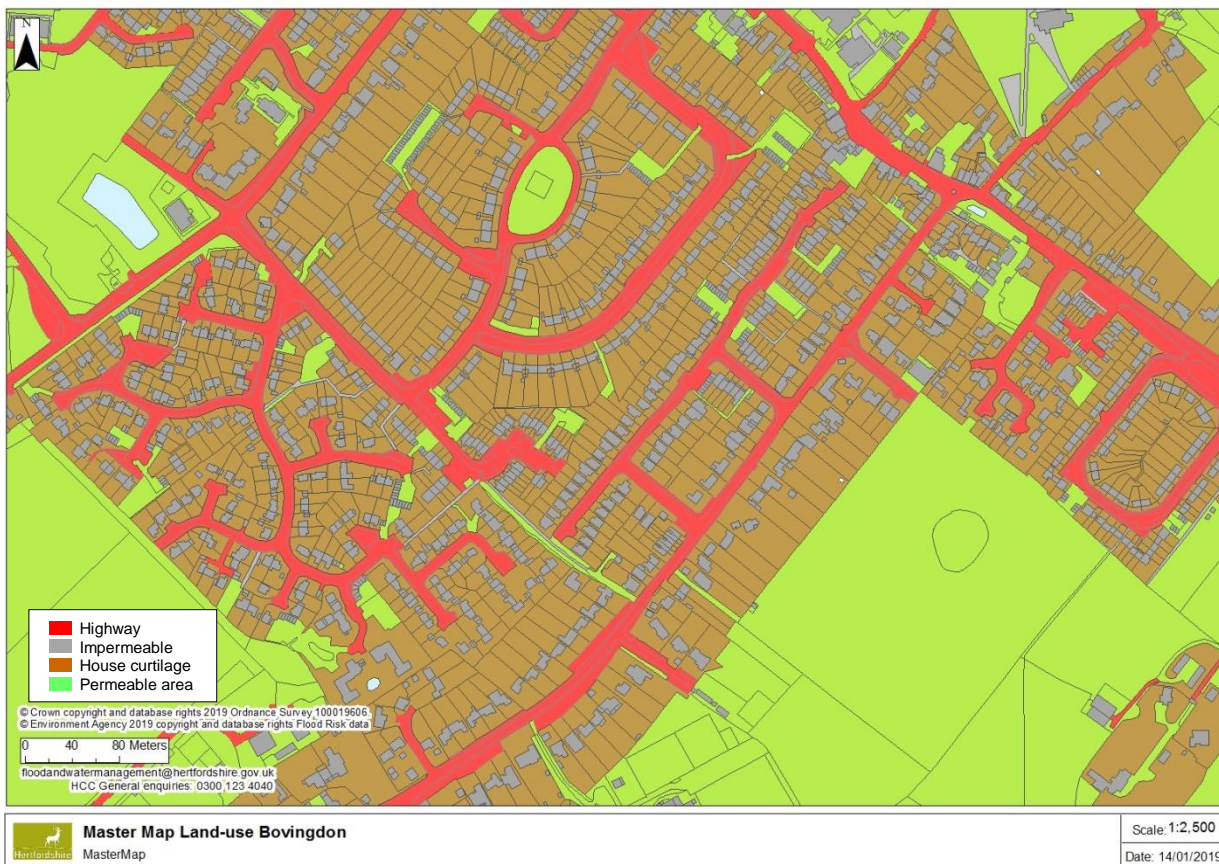 N
Highway
Impermeable
House curtilage
Permeable area
© Crown copyright and database rights 2019 Ordnance Survey 100019606
© Environment Agency 2019 copyright and database rights Flood Risk data
0 40 80 Meters
floodandwatermanagement@hertfordshire.gov.uk
HCC General enquiries: 0300 123 4040
Hertfordshire
Master Map Land-use Bovingdon
MasterMap
Scale: 1:2,500
Date: 14/01/2019